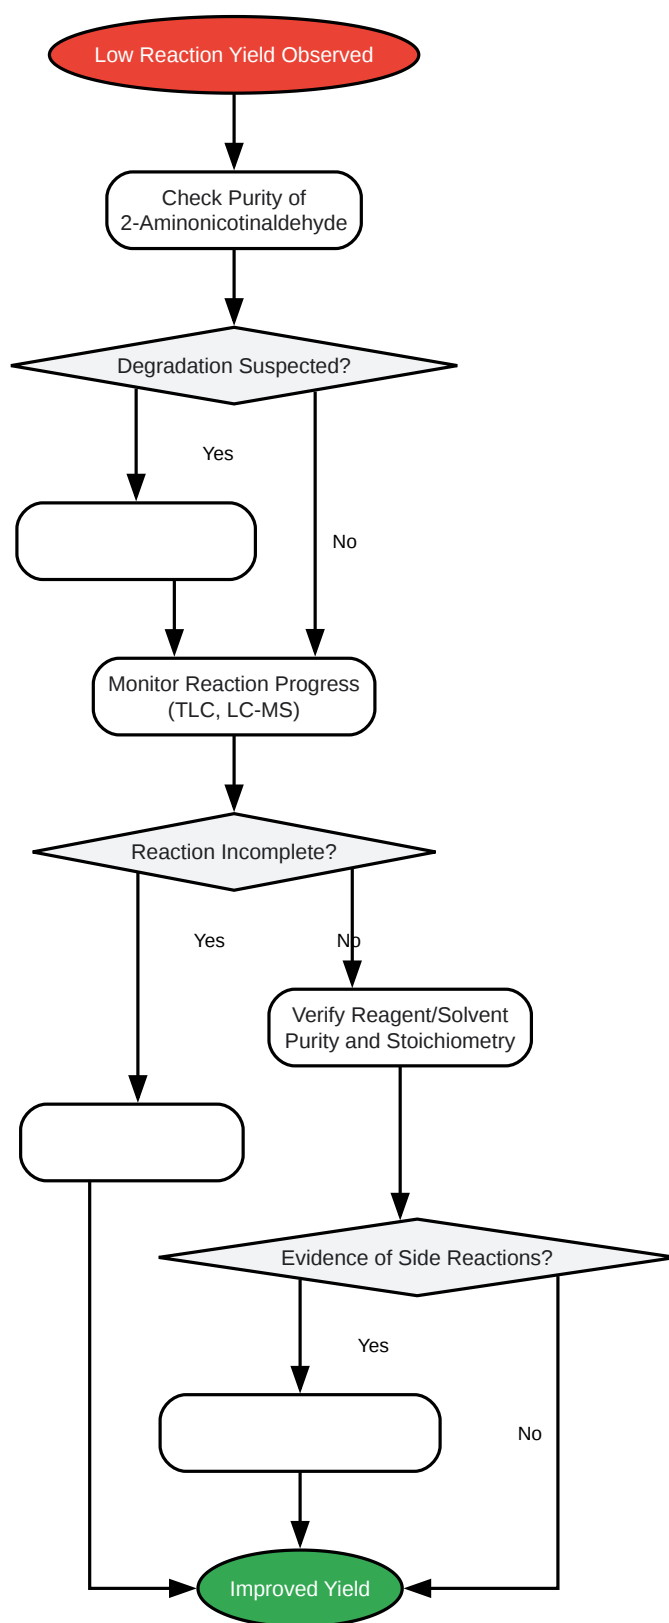 Low Reaction Yield Observed
Check Purity of
2-Aminonicotinaldehyde
Degradation Suspected?
Yes
No
Monitor Reaction Progress
(TLC, LC-MS)
Reaction Incomplete?
Yes
No
Verify Reagent/Solvent
Purity and Stoichiometry
Evidence of Side Reactions?
Yes
No
Improved Yield